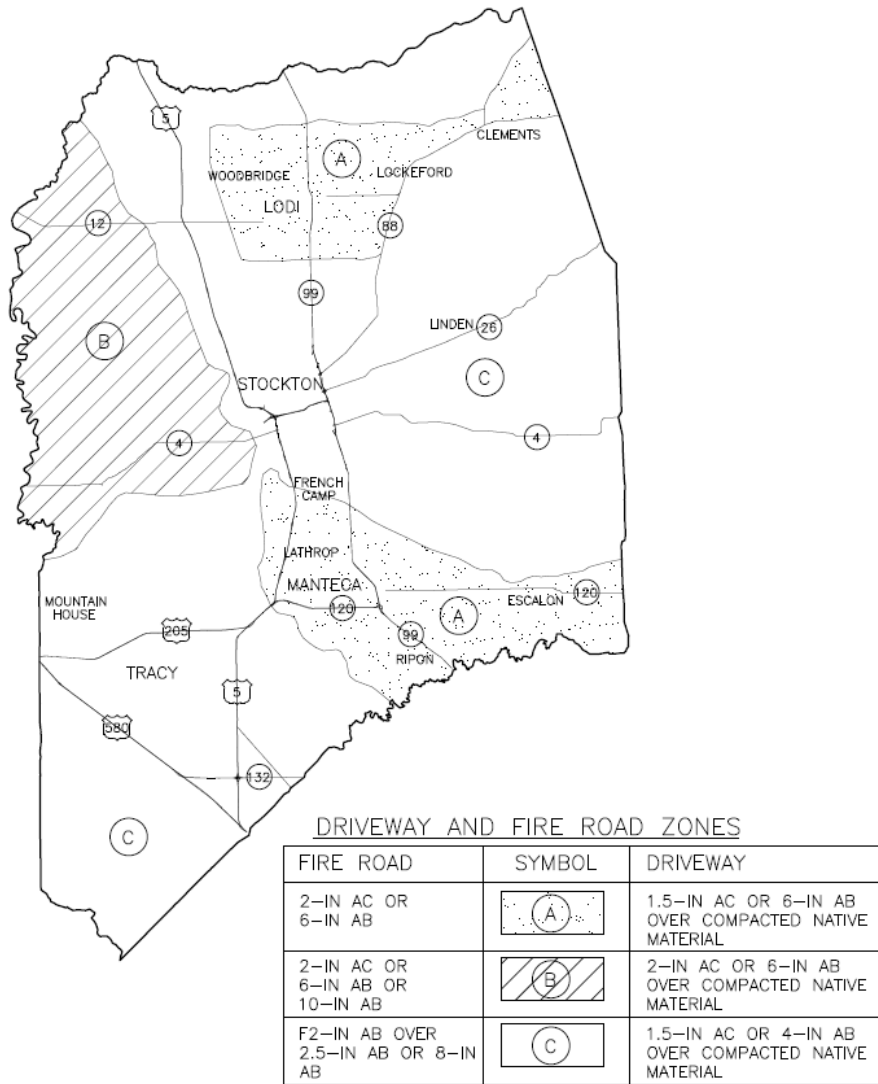 5
CLEMENTS
A
WOODBRIDGE
LOCKEFORD
LODI
12
88
99
LINDEN
26
B
C
STOCKTON
4
4
FRENCH
CAMP
LATHROP
MANTECA
120
ESCALON
120
MOUNTAIN
HOUSE
A
205
99
RIPON
TRACY
5
580
132
C
DRIVEWAY AND FIRE ROAD ZONES
FIRE ROAD
SYMBOL
DRIVEWAY
2-IN AC OR
6-IN AB
A
1.5-IN AC OR 6-IN AB
OVER COMPACTED NATIVE
MATERIAL
2-IN AC OR
6-IN AB OR
10-IN AB
B
2-IN AC OR 6-IN AB
OVER COMPACTED NATIVE
MATERIAL
F2-IN AB OVER
2.5-IN AB OR 8-IN
AB
C
1.5-IN AC OR 4-IN AB
OVER COMPACTED NATIVE
MATERIAL